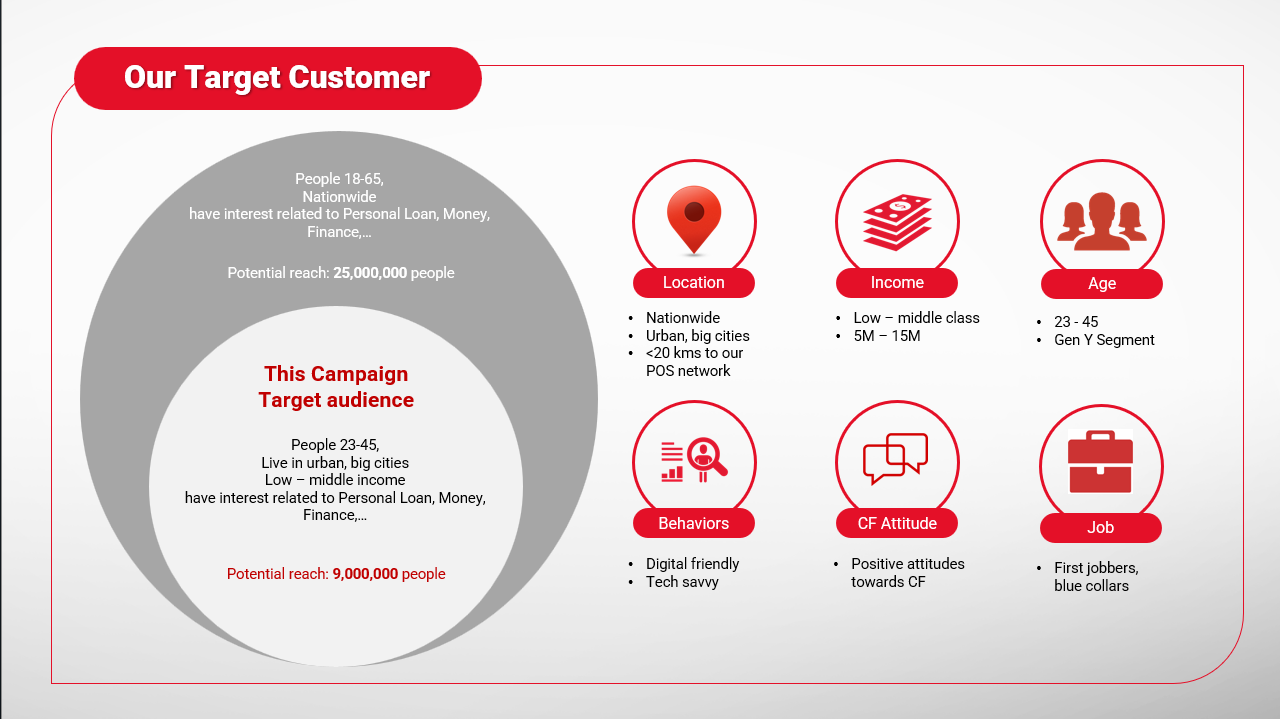 Our Target Customer
People 18-65,
Nationwide
have interest related to Personal Loan, Money,
Finance,...
Potential reach: 25,000,000 people
This Campaign
Target audience
People 23-45,
Live in urban, big cities
Low – middle income
have interest related to Personal Loan, Money,
Finance,...
Potential reach: 9,000,000 people
Location
• Nationwide
• Urban, big cities
• <20 kms to our
POS network
Income
• Low – middle class
• 5M – 15M
Age
• 23 - 45
• Gen Y Segment
Behaviors
• Digital friendly
• Tech savvy
CF Attitude
• Positive attitudes
towards CF
Job
• First jobbers,
blue collars